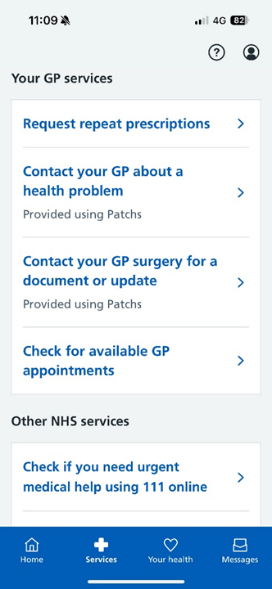 11:09 4G 82
?
Your GP services
Request repeat prescriptions
Contact your GP about a
health problem
Provided using Patchs
Contact your GP surgery for a
document or update
Provided using Patchs
Check for available GP
appointments
Other NHS services
Check if you need urgent
medical help using 111 online
Home Services Your health Messages